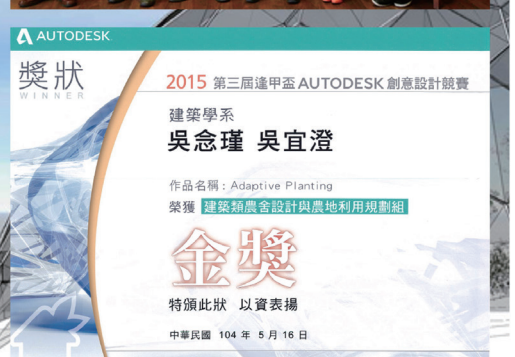 AUTODESK
獎狀
WINNER
2015 第三屆逢甲盃 AUTODESK 創意設計競賽
建築學系
吳念瑾 吳宜澄
作品名稱：Adaptive Planting
榮獲 建築類農舍設計與農地利用規劃組
金獎
特頒此狀 以資表揚
中華民國 104 年 5 月 16 日